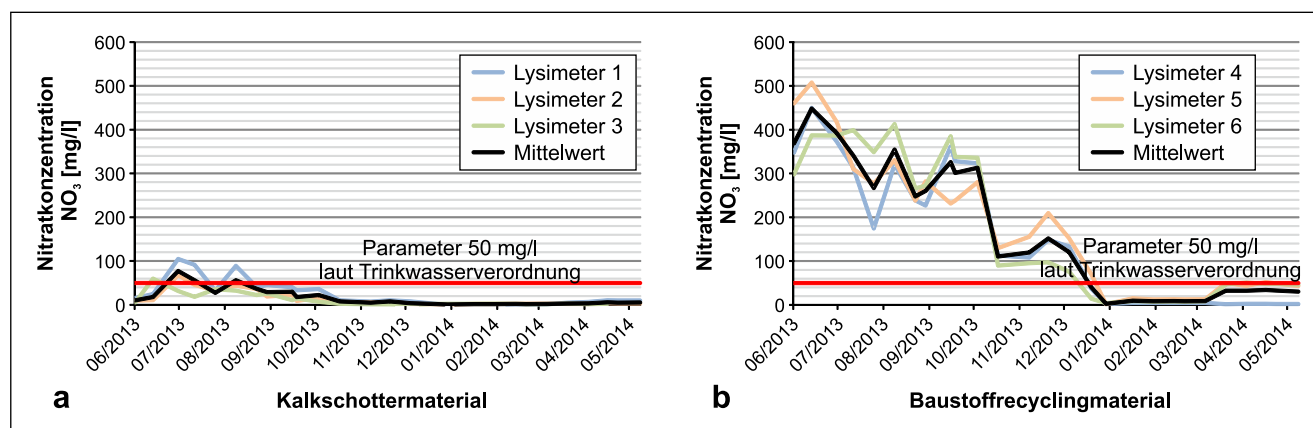 600
500
400
300
200
100
0
Nitratkonzentration
NO₃ [mg/l]
Lysimeter 1
Lysimeter 2
Lysimeter 3
Mittelwert
Parameter 50 mg/l
laut Trinkwasserverordnung
06/2013
07/2013
08/2013
09/2013
10/2013
11/2013
12/2013
01/2014
02/2014
03/2014
04/2014
05/2014
a
Kalkschottermaterial
600
500
400
300
200
100
0
Nitratkonzentration
NO₃ [mg/l]
Lysimeter 4
Lysimeter 5
Lysimeter 6
Mittelwert
Parameter 50 mg/l
laut Trinkwasserverordnung
06/2013
07/2013
08/2013
09/2013
10/2013
11/2013
12/2013
01/2014
02/2014
03/2014
04/2014
05/2014
b
Baustoffrecyclingmaterial